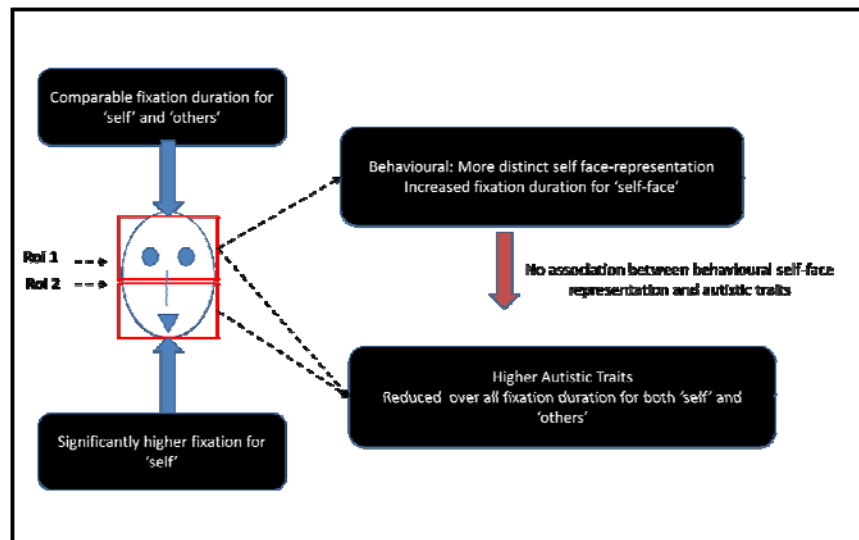 Comparable fixation duration for
'self' and 'others'
Behavioural: More distinct self face-representation
Increased fixation duration for 'self-face'
Roi 1
Roi 2
No association between behavioural self-face
representation and autistic traits
Higher Autistic Traits
Reduced over all fixation duration for both 'self' and
'others'
Significantly higher fixation for
'self'